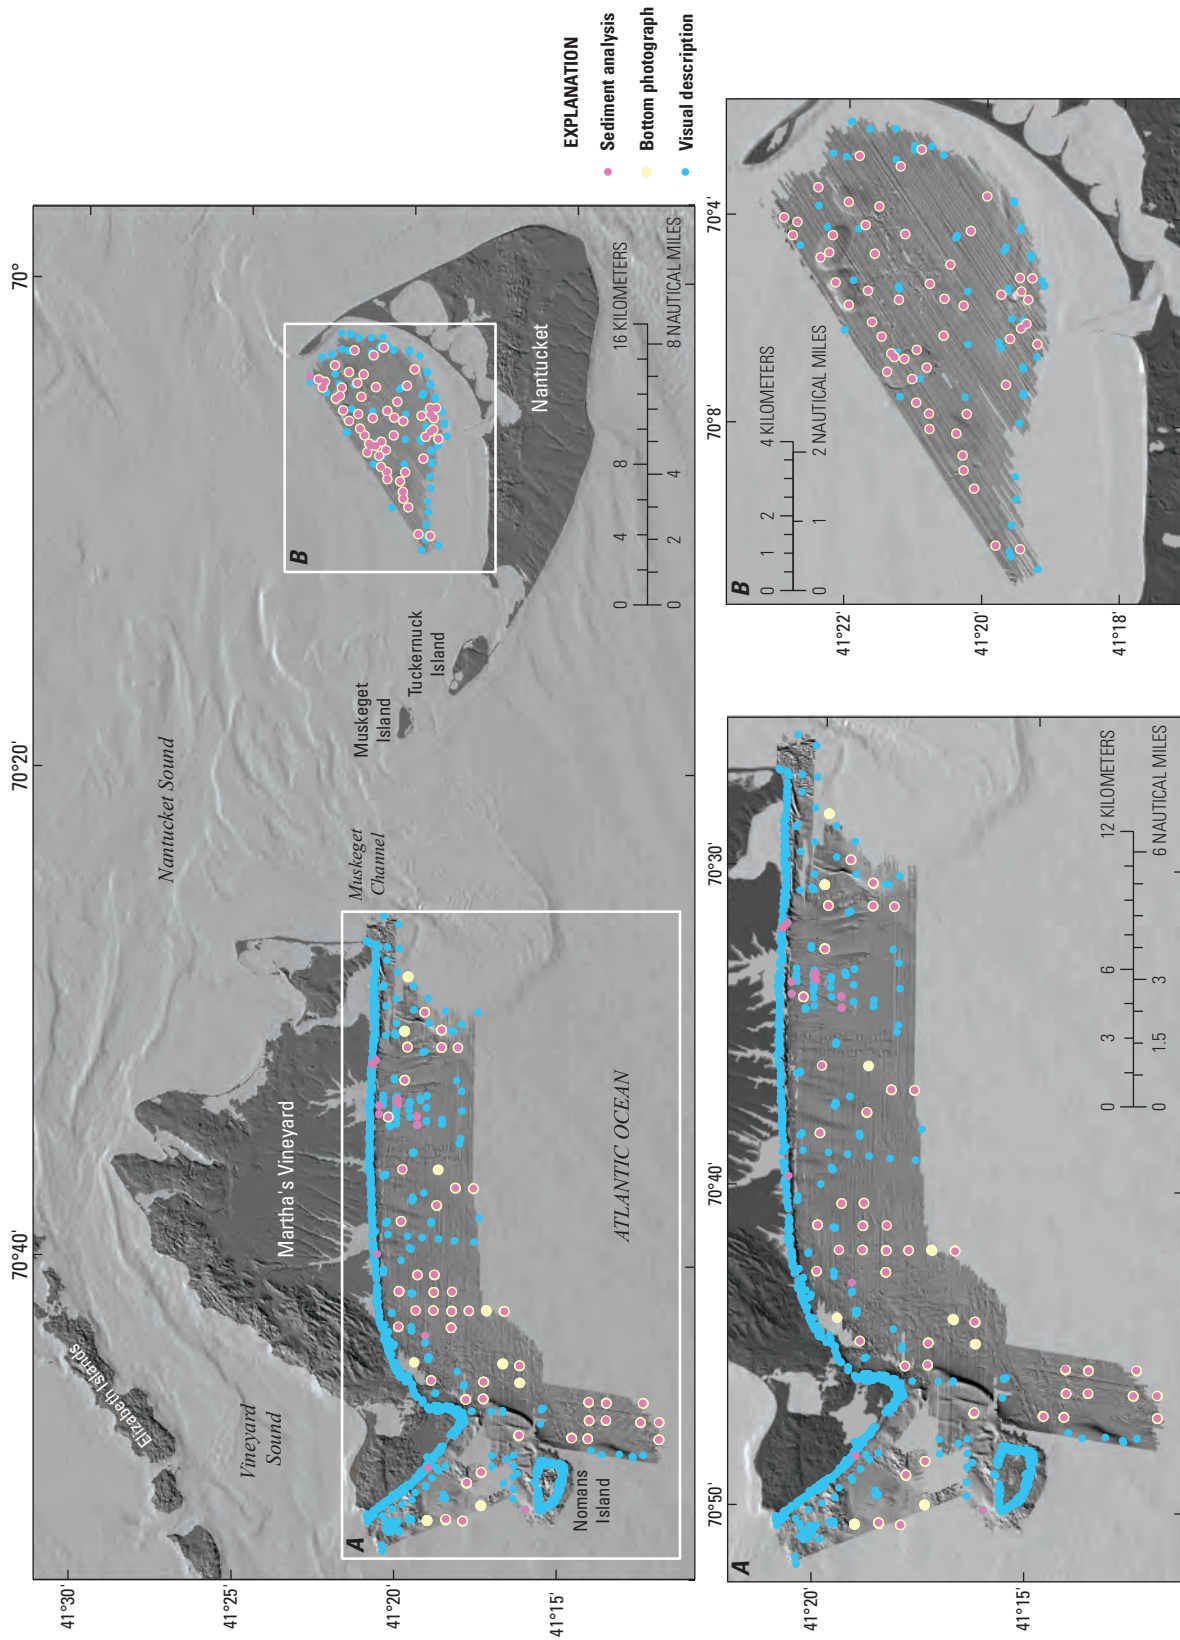 70°40'
70°20'
70°
41°30'
41°25'
41°20'
41°15'
Elizabeth Islands
Vineyard
Sound
Martha's Vineyard
Nantucket Sound
Muskeget
Channel
Muskeget
Island
Tuckernuck
Island
Nantucket
Nomans
Island
ATLANTIC OCEAN
A
B
0 4 8 16 KILOMETERS
0 2 4 8 NAUTICAL MILES
EXPLANATION
Sediment analysis
Bottom photograph
Visual description
A
70°50'
70°40'
70°30'
41°20'
41°15'
0 3 6 12 KILOMETERS
0 1.5 3 6 NAUTICAL MILES
B
70°8'
70°4'
41°22'
41°20'
41°18'
0 1 2 4 KILOMETERS
0 1 2 NAUTICAL MILES